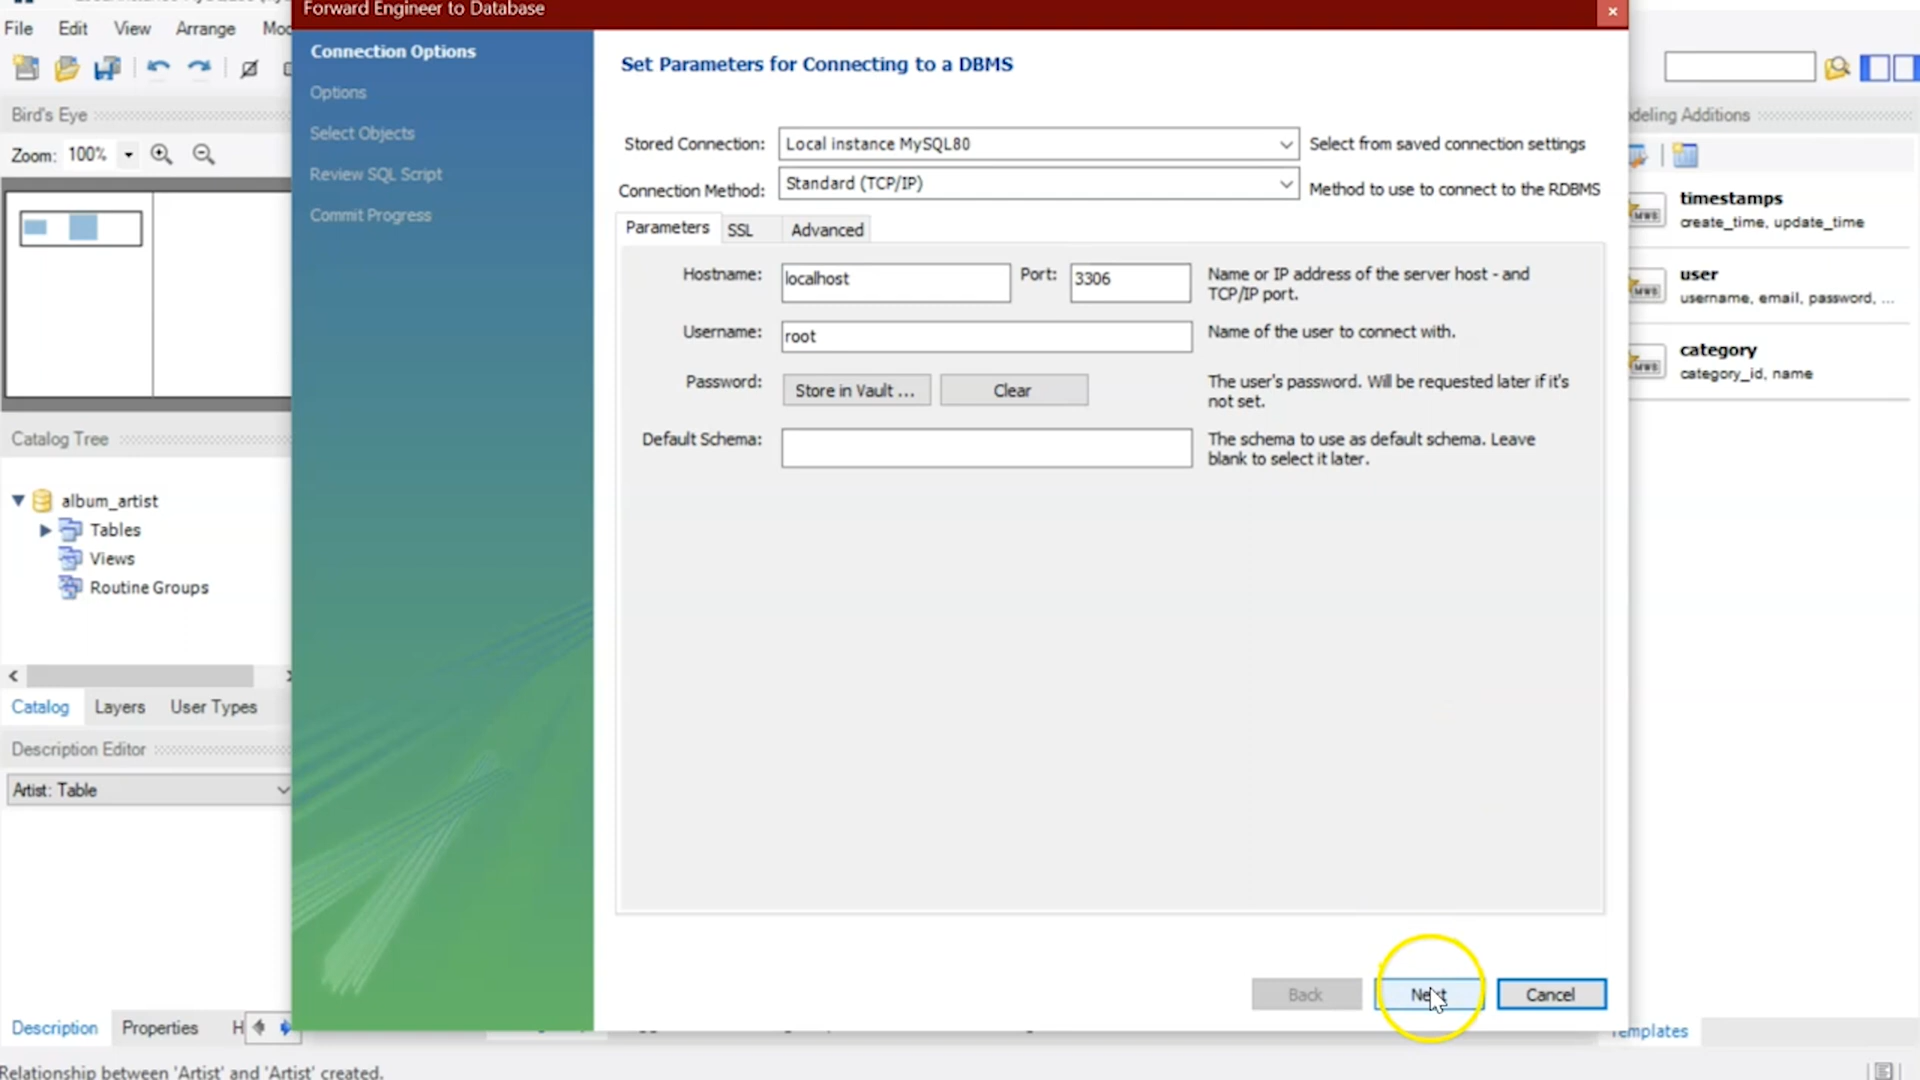 Forward Engineer to Database
File Edit View Arrange
Connection Options
Options
Select Objects
Review SQL Script
Commit Progress
Set Parameters for Connecting to a DBMS
Stored Connection: Local instance MySQL80 Select from saved connection settings
Connection Method: Standard (TCP/IP) Method to use to connect to the RDBMS
Parameters SSL Advanced
Hostname: localhost Port: 3306 Name or IP address of the server host - and
TCP/IP port.
Username: root Name of the user to connect with.
Password: Store in Vault ... Clear The user's password. Will be requested later if it's
not set.
Default Schema: The schema to use as default schema. Leave
blank to select it later.
Back Next Cancel
Bird's Eye
Zoom: 100%
Catalog Tree
album_artist
Tables
Views
Routine Groups
Catalog Layers User Types
Description Editor
Artist: Table
Description Properties H
Relationship between 'Artist' and 'Artist' created.
deling Additions
timestamps
create_time, update_time
user
username, email, password, ...
category
category_id, name
Templates